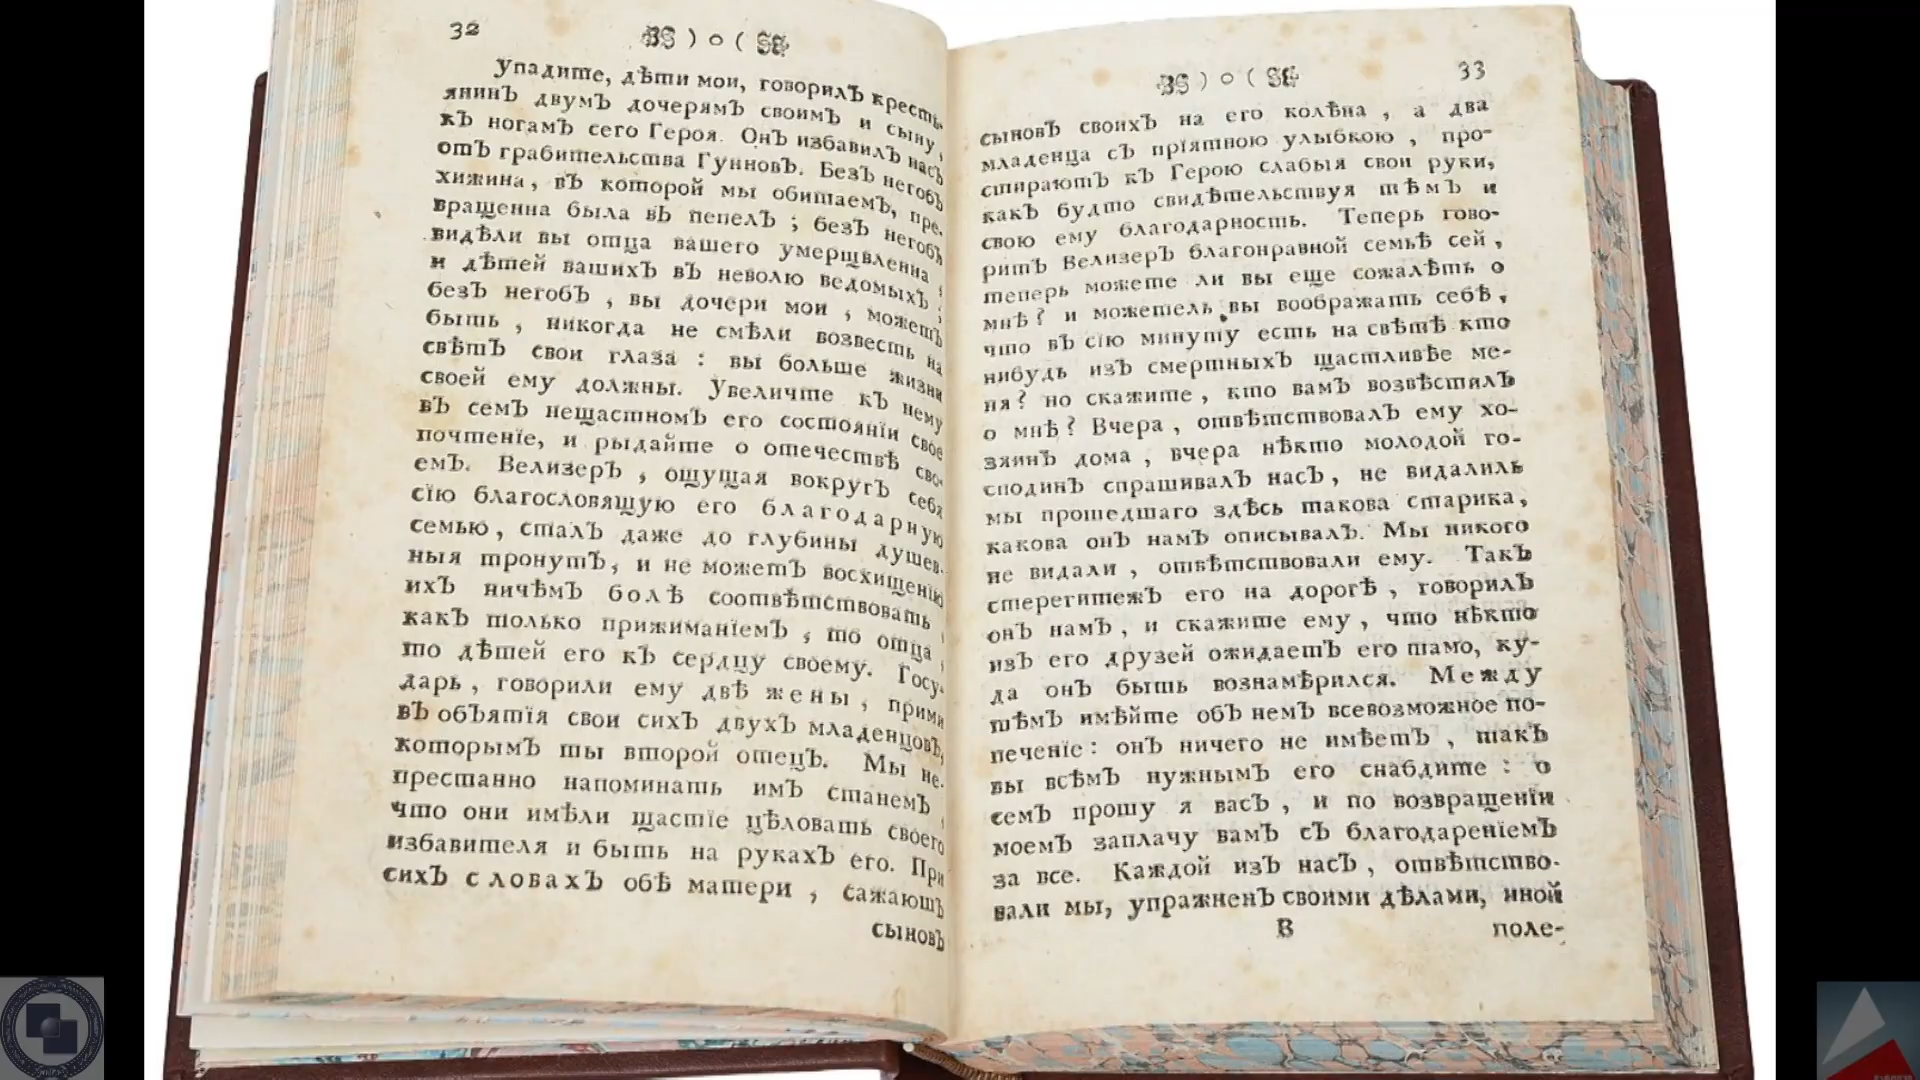 32
упадите, дѣти мои, говорилъ кресть-
янинъ двумъ дочерямъ своимъ и сыну,
къ ногамъ сего Героя. Онъ избавилъ насъ
отъ грабительства Гунновъ. Безъ негобъ
хижина, въ которой мы обитаемъ, пре-
вращенна была въ пепелъ; безъ негобъ
видѣли вы отца вашего умерщвленна,
и дѣтей вашихъ въ неволю ведомыхъ;
безъ негобъ, вы дочери мои, можетъ
быть, никогда не смѣли возвесть на
свѣтъ свои глаза: вы больше жизни
своей ему должны. Увеличте къ нему
въ семъ нещастномъ его состоянїи свое
почтенїе, и рыдайте о отечествѣ сво-
емъ. Велизеръ, ощущая вокругъ себя
сїю благословящую его благодарную
семью, сталъ даже до глубины душев-
ныя тронутъ, и не можетъ восхищенїю
ихъ ничѣмъ болѣ соотвѣтствовать,
какъ только прижиманїемъ, то отца,
то дѣтей его къ сердцу своему. Госу-
дарь, говорили ему двѣ жены, прими
въ объятїя свои сихъ двухъ младенцовъ,
которымъ ты второй отецъ. Мы не-
престанно напоминать имъ станемъ,
что они имѣли щастїе цѣловать своего
избавителя и быть на рукахъ его. При
сихъ словахъ обѣ матери, сажаютъ
сыновъ
33
сыновъ своихъ на его колѣна, а два
младенца съ прїятною улыбкою, про-
стираютъ къ Герою слабыя свои руки,
какъ будто свидѣтельствуя тѣмъ и
свою ему благодарность. Теперь гово-
ритъ Велизеръ благонравной семьѣ сей,
теперь можете ли вы еще сожалѣть о
мнѣ? и можетель вы воображать себѣ,
что въ сїю минуту есть на свѣтѣ кто
нибудь изъ смертныхъ щастливѣе ме-
ня? но скажите, кто вамъ возвѣстилъ
о мнѣ? Вчера, отвѣтствовалъ ему хо-
зяинъ дома, вчера нѣкто молодой го-
сподинъ спрашивалъ насъ, не видалиль
мы прошедшаго здѣсь такова старика,
какова онъ намъ описывалъ. Мы никого
не видали, отвѣтствовали ему. Такъ
стерегитежъ его на дорогѣ, говорилъ
онъ намъ, и скажите ему, что нѣкто
изъ его друзей ожидаетъ его тамо, ку-
да онъ быть вознамѣрился. Между
тѣмъ имѣйте объ немъ всевозможное по-
печенїе: онъ ничего не имѣетъ, такъ
вы всѣмъ нужнымъ его снабдите: о
семъ прошу я васъ, и по возвращенїи
моемъ заплачу вамъ съ благодаренїемъ
за все. Каждой изъ насъ, отвѣтство-
вали мы, упражненъ своими дѣлами, иной
В поле-